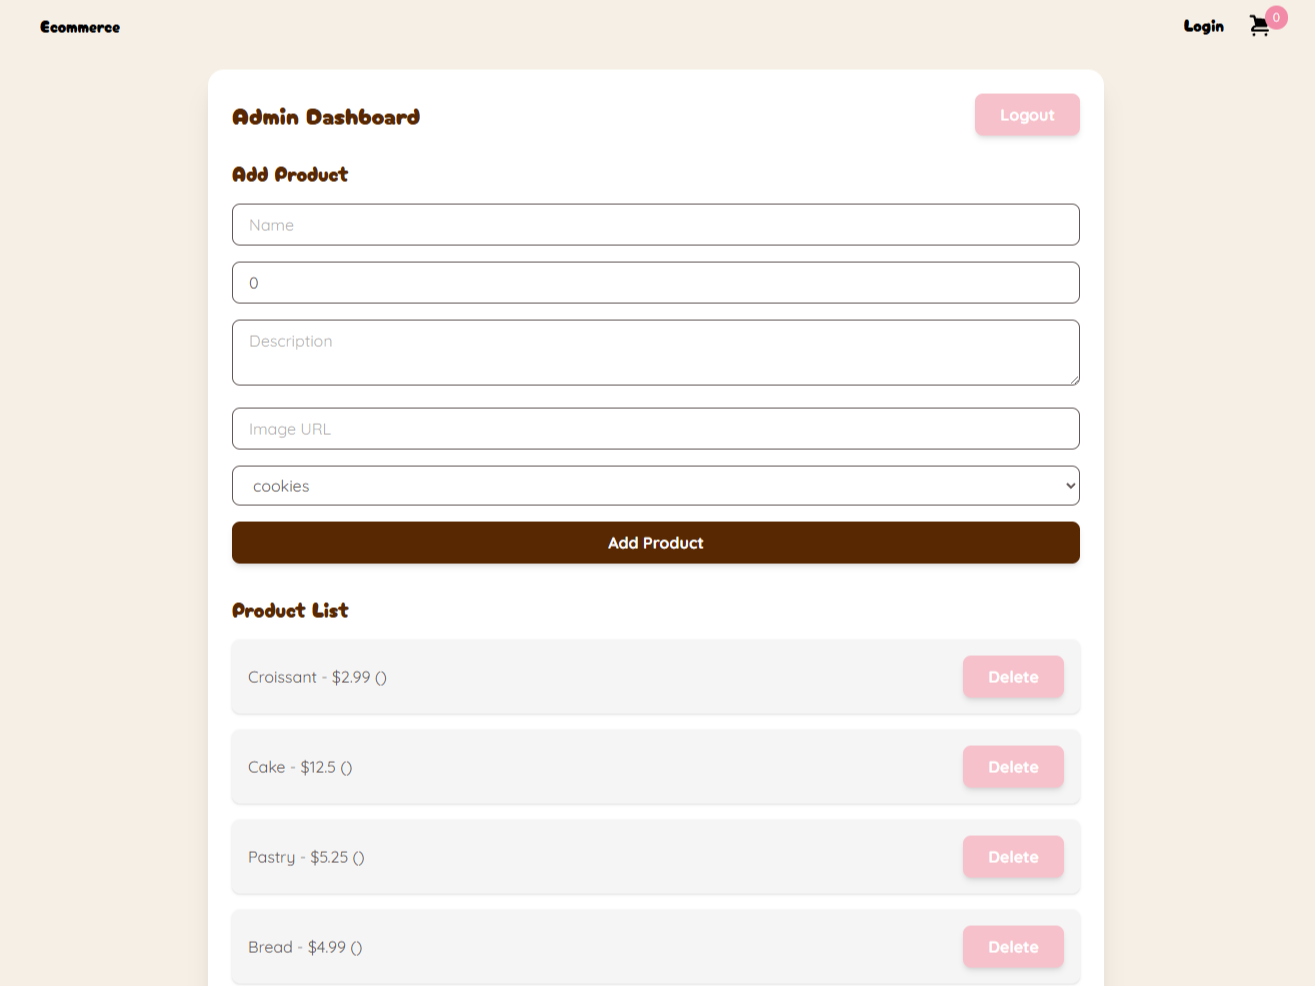 Ecommerce
Login
0
Admin Dashboard
Logout
Add Product
Name
0
Description
Image URL
cookies
Add Product
Product List
Croissant - $2.99 ()
Delete
Cake - $12.5 ()
Delete
Pastry - $5.25 ()
Delete
Bread - $4.99 ()
Delete